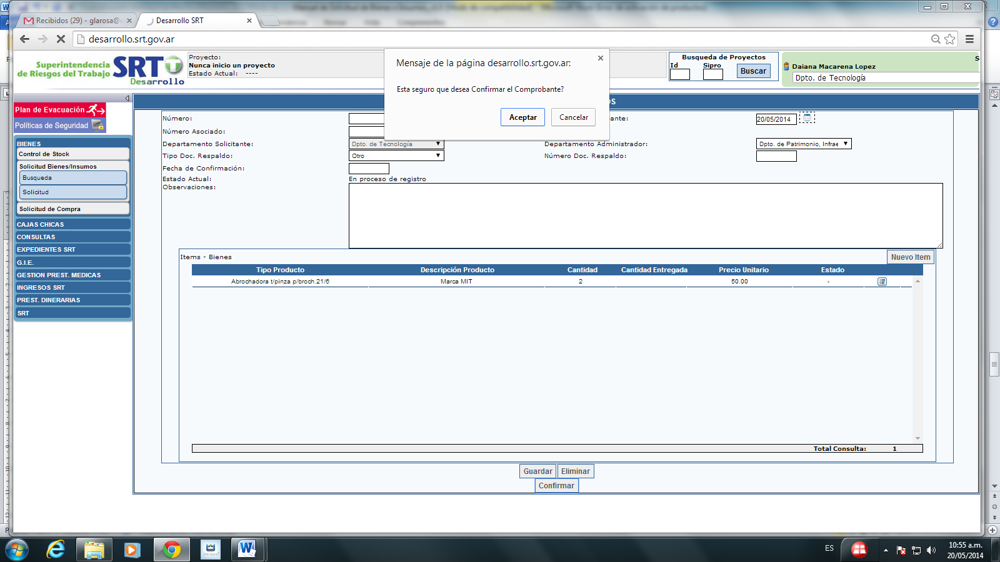 Recibidos (29) - glarosa@
Desarrollo SRT
desarrollo.srt.gov.ar
Superintendencia
de Riesgos del Trabajo
SRT
Desarrollo
Proyecto:
Nunca inicio un proyecto
Estado Actual: ----
Mensaje de la página desarrollo.srt.gov.ar:
Esta seguro que desea Confirmar el Comprobante?
Aceptar
Cancelar
Busqueda de Proyectos
Id
Sipro
Buscar
S
Daiana Macarena Lopez
Dpto. de Tecnología
Plan de Evacuación
Políticas de Seguridad
BIENES
Control de Stock
Solicitud Bienes/Insumos
Busqueda
Solicitud
Solicitud de Compra
CAJAS CHICAS
CONSULTAS
EXPEDIENTES SRT
G.I.E.
GESTION PREST. MEDICAS
INGRESOS SRT
PREST. DINERARIAS
SRT
OS
Número:
ante:
20/05/2014
Número Asociado:
Departamento Solicitante:
Dpto. de Tecnología
Departamento Administrador:
Dpto. de Patrimonio, Infrae
Tipo Doc. Respaldo:
Otro
Número Doc. Respaldo:
Fecha de Confirmación:
Estado Actual:
En proceso de registro
Observaciones:
Items - Bienes
Nuevo Item
Tipo Producto Descripción Producto Cantidad Cantidad Entregada Precio Unitario Estado
Abrochadora t/pinza p/broch.21/6 Marca MIT 2 50.00 -
Total Consulta: 1
Guardar
Eliminar
Confirmar
ES
10:55 a.m.
20/05/2014